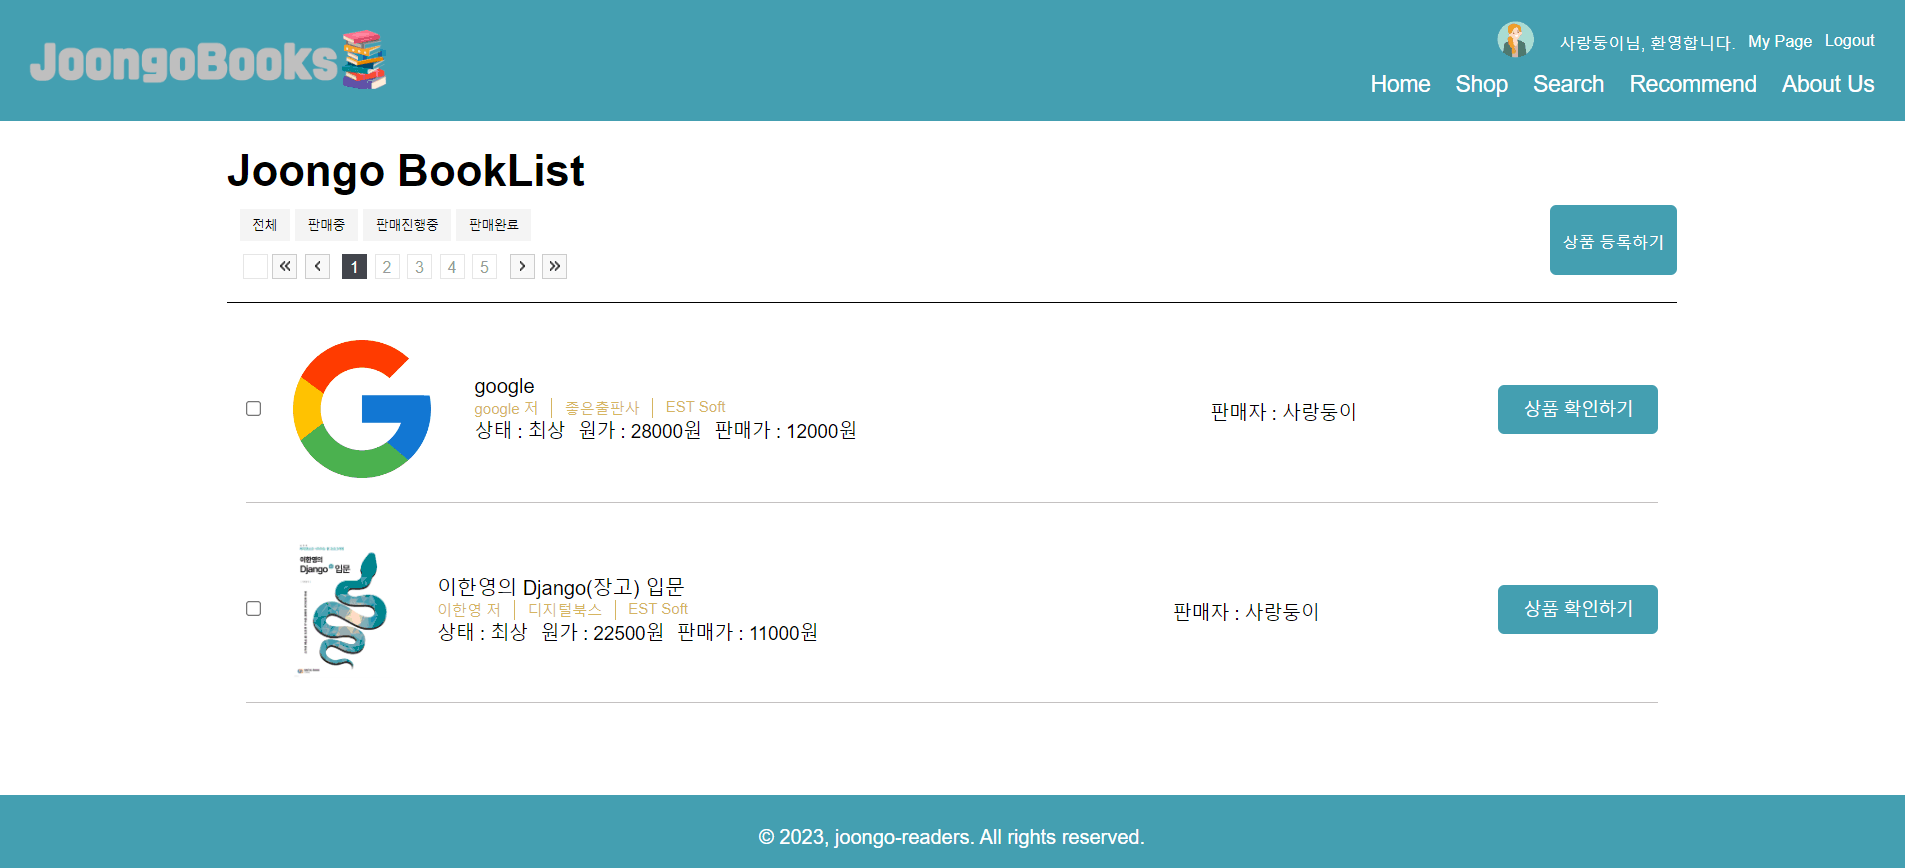 JoongoBooks
사랑둥이님, 환영합니다. My Page Logout
Home Shop Search Recommend About Us
Joongo BookList
전체 판매중 판매진행중 판매완료
상품 등록하기
« ‹ 1 2 3 4 5 › »
google
google 저 좋은출판사 EST Soft
상태 : 최상 원가 : 28000원 판매가 : 12000원
판매자 : 사랑둥이
상품 확인하기
이한영의
Django 입문
이한영의 Django(장고) 입문
이한영 저 디지털북스 EST Soft
상태 : 최상 원가 : 22500원 판매가 : 11000원
판매자 : 사랑둥이
상품 확인하기
© 2023, joongo-readers. All rights reserved.